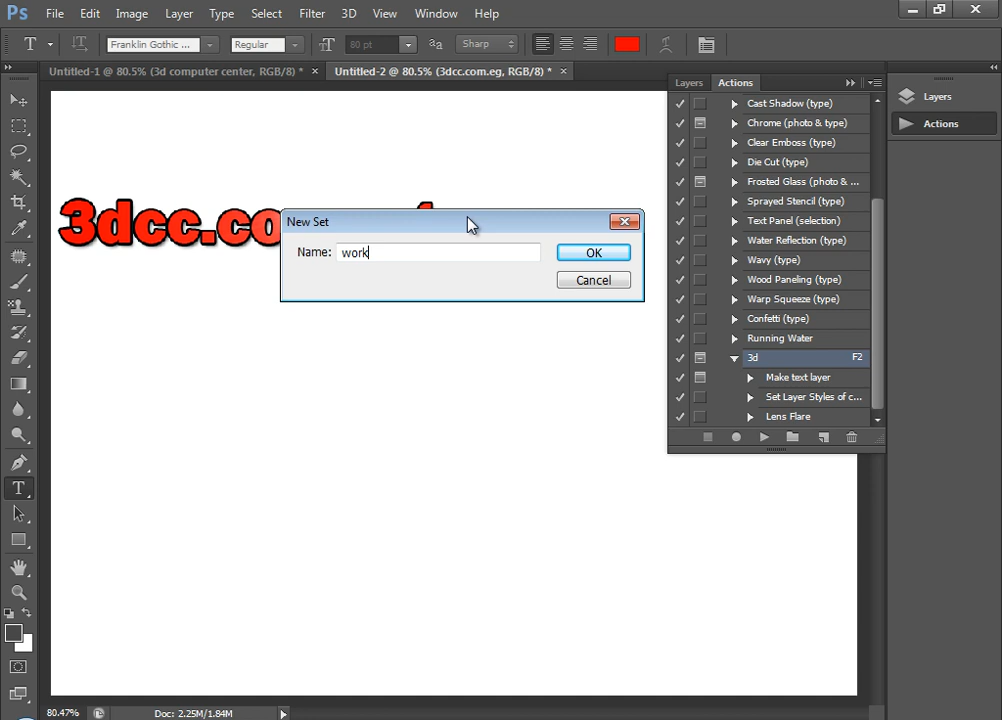 Ps File Edit Image Layer Type Select Filter 3D View Window Help
T Franklin Gothic ... Regular 80 pt aa Sharp
Untitled-1 @ 80.5% (3d computer center, RGB/8) * × Untitled-2 @ 80.5% (3dcc.com.eg, RGB/8) * ×
Layers Actions
Layers
Actions
Cast Shadow (type)
Chrome (photo & type)
Clear Emboss (type)
Die Cut (type)
Frosted Glass (photo & ...
Sprayed Stencil (type)
Text Panel (selection)
Water Reflection (type)
Wavy (type)
Wood Paneling (type)
Warp Squeeze (type)
Confetti (type)
Running Water
3d F2
Make text layer
Set Layer Styles of c...
Lens Flare
3dcc.co
New Set
Name: work
OK
Cancel
80.47% Doc: 2.25M/1.84M